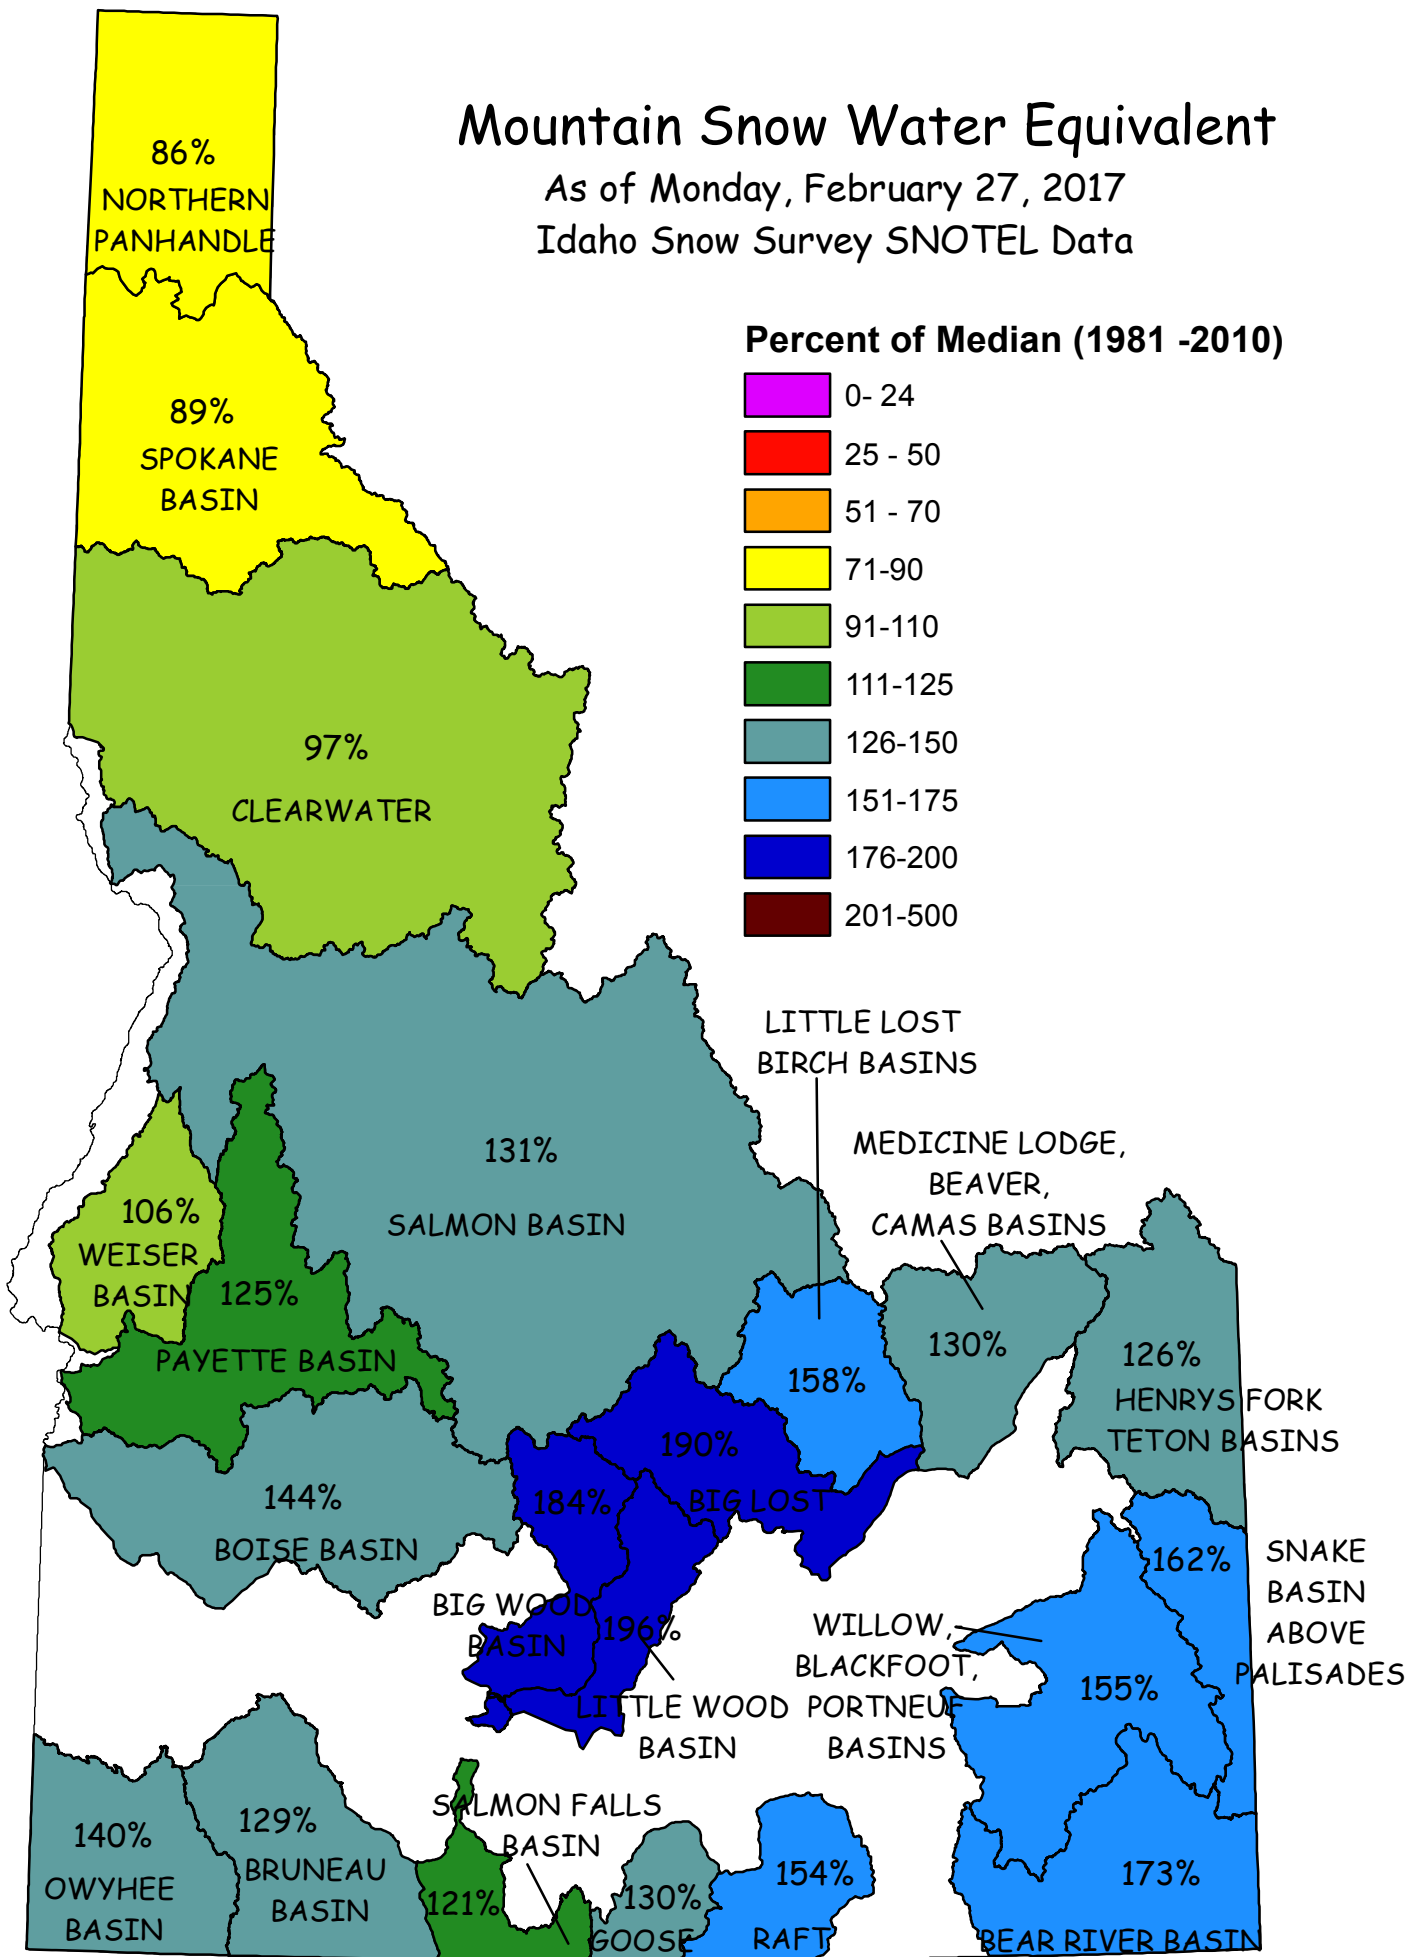 Mountain Snow Water Equivalent
As of Monday, February 27, 2017
Idaho Snow Survey SNOTEL Data
Percent of Median (1981 -2010)
0- 24
25 - 50
51 - 70
71-90
91-110
111-125
126-150
151-175
176-200
201-500
86%
NORTHERN
PANHANDLE
89%
SPOKANE
BASIN
97%
CLEARWATER
131%
SALMON BASIN
LITTLE LOST
BIRCH BASINS
158%
MEDICINE LODGE,
BEAVER,
CAMAS BASINS
130%
126%
HENRYS FORK
TETON BASINS
106%
WEISER
BASIN
125%
PAYETTE BASIN
190%
BIG LOST
184%
BIG WOOD
BASIN
144%
BOISE BASIN
196%
LITTLE WOOD
BASIN
162%
SNAKE
BASIN
ABOVE
PALISADES
WILLOW,
BLACKFOOT,
PORTNEUF
BASINS
155%
140%
OWYHEE
BASIN
129%
BRUNEAU
BASIN
SALMON FALLS
BASIN
121%
130%
GOOSE
154%
RAFT
173%
BEAR RIVER BASIN